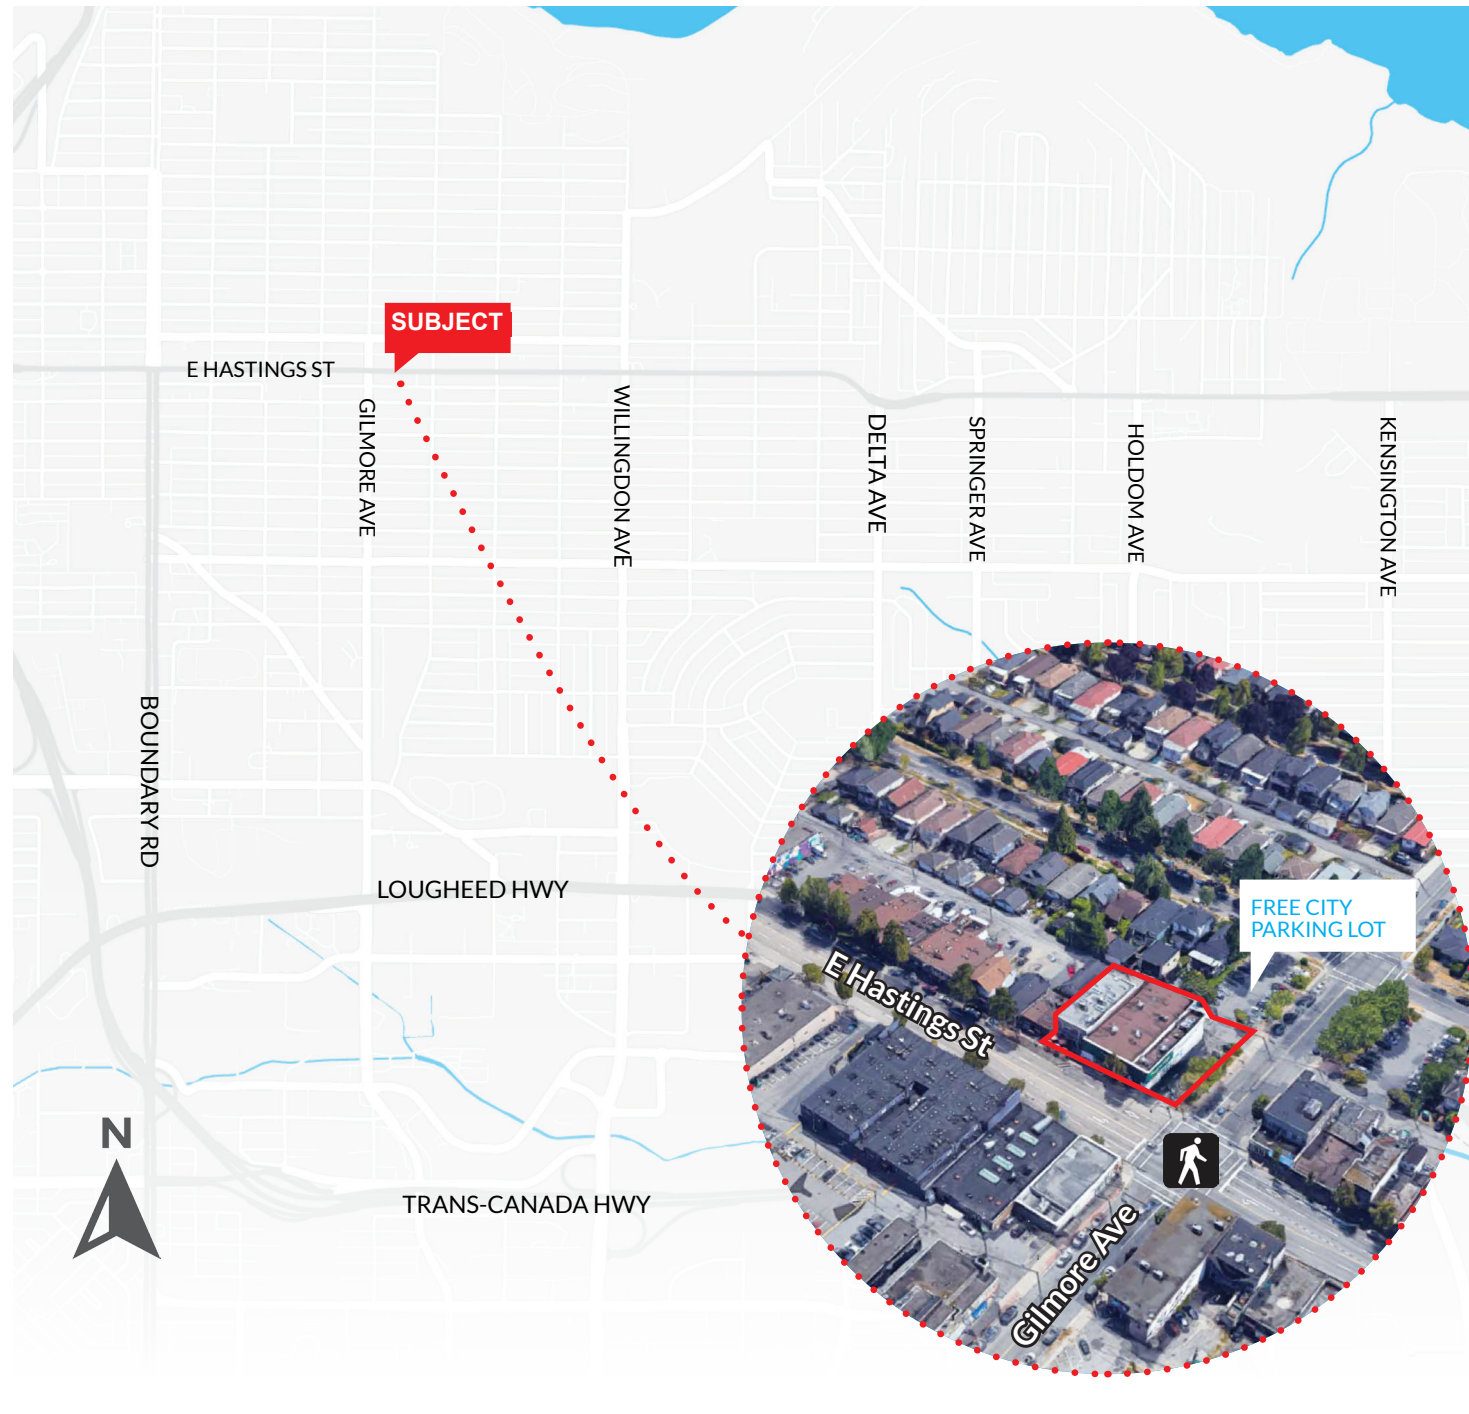 SUBJECT
E HASTINGS ST
GILMORE AVE
WILLINGDON AVE
DELTA AVE
SPRINGER AVE
HOLDOM AVE
KENSINGTON AVE
BOUNDARY RD
LOUGHEED HWY
FREE CITY
PARKING LOT
E Hastings St
N
TRANS-CANADA HWY
Gilmore Ave